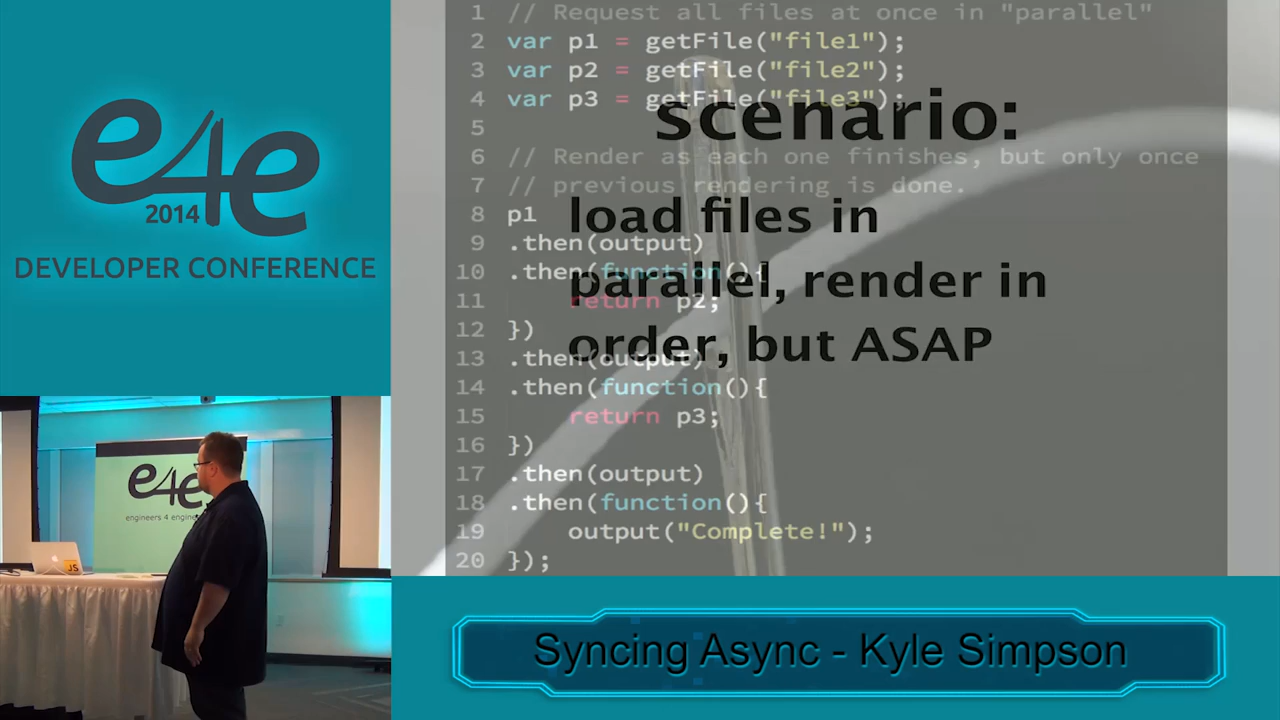 e4e
2014
DEVELOPER CONFERENCE
1 // Request all files at once in "parallel"
2 var p1 = getFile("file1");
3 var p2 = getFile("file2");
4 var p3 = getFile("file3");
5
6 // Render as each one finishes, but only once
7 // previous rendering is done.
8 p1
9 .then(output)
10 .then(function(){
11 return p2;
12 })
13 .then(output)
14 .then(function(){
15 return p3;
16 })
17 .then(output)
18 .then(function(){
19 output("Complete!");
20 });
scenario:
load files in
parallel, render in
order, but ASAP
e4e
engineers 4 engine
JS
Syncing Async - Kyle Simpson